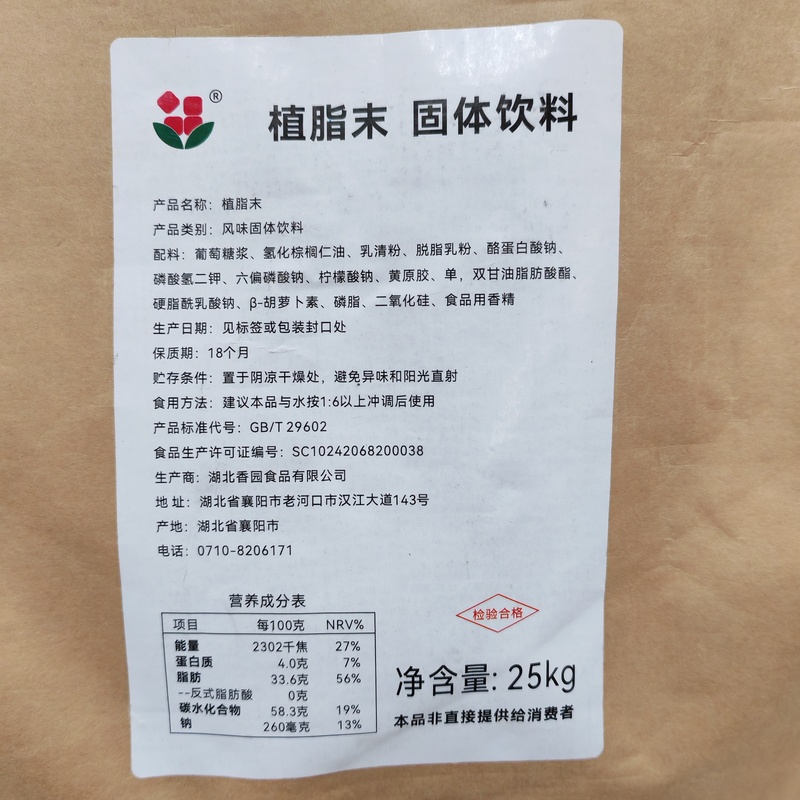 ®
植脂末 固体饮料
产品名称：植脂末
产品类别：风味固体饮料
配料：葡萄糖浆、氢化棕榈仁油、乳清粉、脱脂乳粉、酪蛋白酸钠、
磷酸氢二钾、六偏磷酸钠、柠檬酸钠、黄原胶、单，双甘油脂肪酸酯、
硬脂酰乳酸钠、β-胡萝卜素、磷脂、二氧化硅、食品用香精
生产日期：见标签或包装封口处
保质期：18个月
贮存条件：置于阴凉干燥处，避免异味和阳光直射
食用方法：建议本品与水按1:6以上冲调后使用
产品标准代号：GB/T 29602
食品生产许可证编号：SC10242068200038
生产商：湖北香园食品有限公司
地 址：湖北省襄阳市老河口市汉江大道143号
产地：湖北省襄阳市
电话：0710-8206171
营养成分表
项目 每100克 NRV%
能量 2302千焦 27%
蛋白质 4.0克 7%
脂肪 33.6克 56%
--反式脂肪酸 0克
碳水化合物 58.3克 19%
钠 260毫克 13%
检验合格
净含量: 25kg
本品非直接提供给消费者